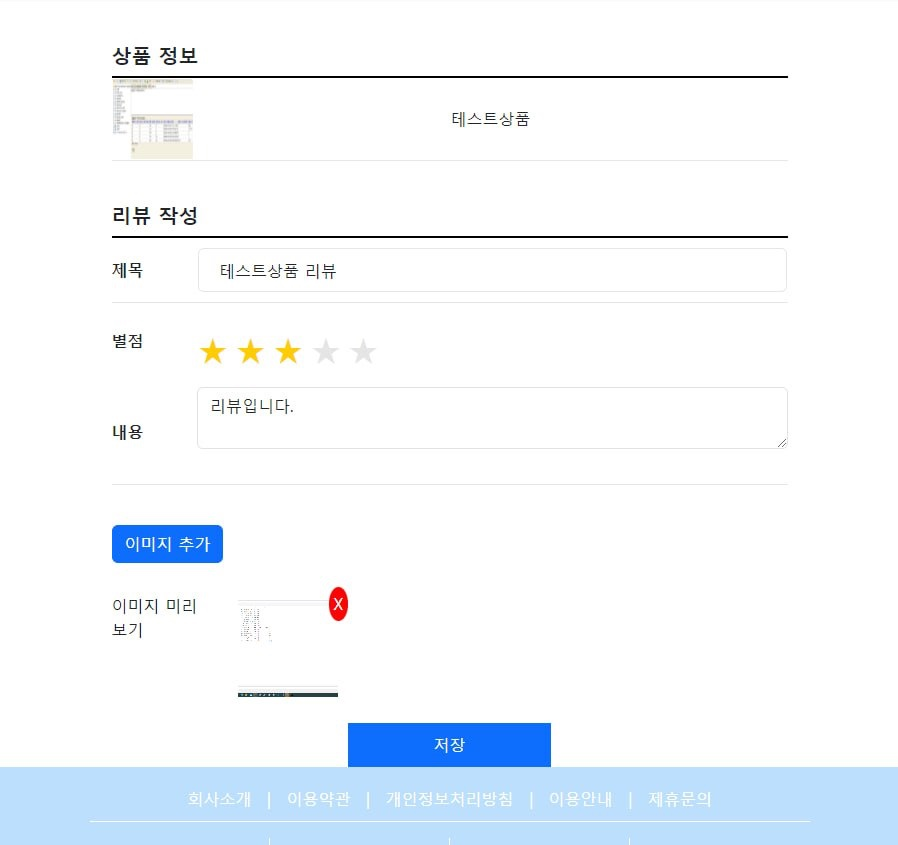 상품 정보
테스트상품
리뷰 작성
제목 테스트상품 리뷰
별점
내용 리뷰입니다.
이미지 추가
이미지 미리
보기
X
저장
회사소개 | 이용약관 | 개인정보처리방침 | 이용안내 | 제휴문의